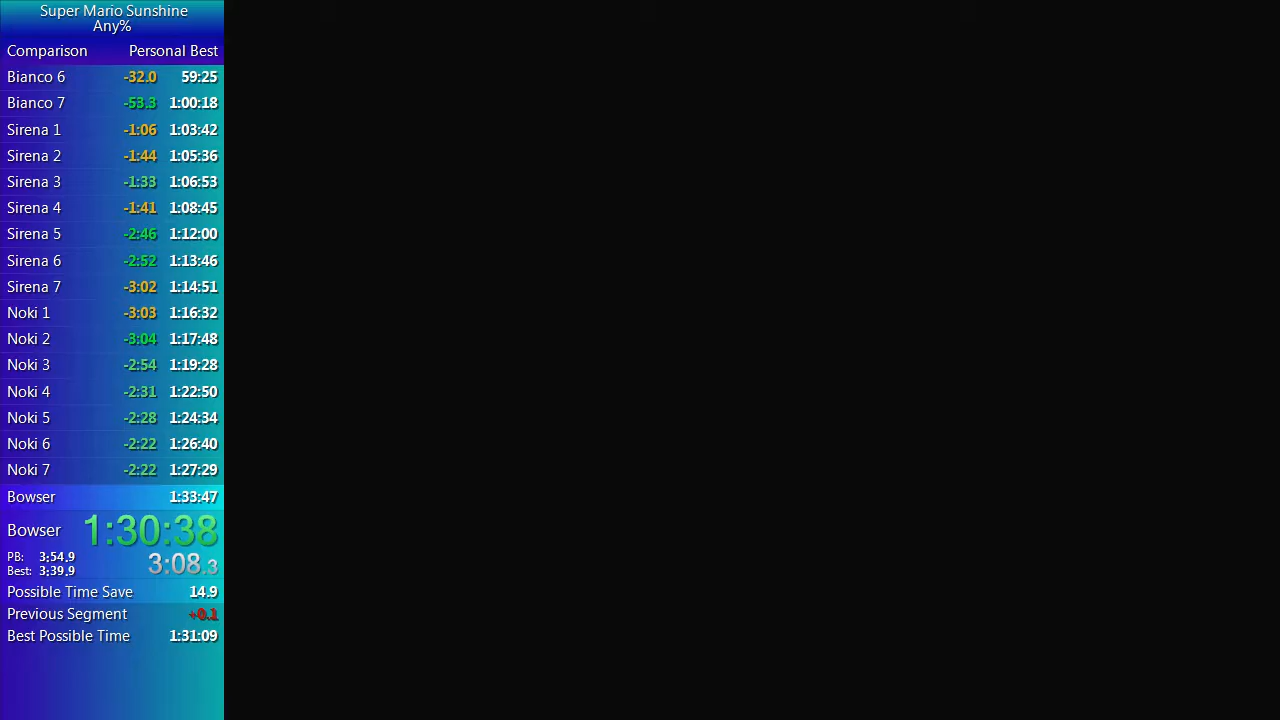 Super Mario Sunshine
Any%
Comparison Personal Best
Bianco 6 -32.0 59:25
Bianco 7 -53.3 1:00:18
Sirena 1 -1:06 1:03:42
Sirena 2 -1:44 1:05:36
Sirena 3 -1:33 1:06:53
Sirena 4 -1:41 1:08:45
Sirena 5 -2:46 1:12:00
Sirena 6 -2:52 1:13:46
Sirena 7 -3:02 1:14:51
Noki 1 -3:03 1:16:32
Noki 2 -3:04 1:17:48
Noki 3 -2:54 1:19:28
Noki 4 -2:31 1:22:50
Noki 5 -2:28 1:24:34
Noki 6 -2:22 1:26:40
Noki 7 -2:22 1:27:29
Bowser 1:33:47
Bowser 1:30:38
PB: 3:54.9
Best: 3:39.9 3:08.3
Possible Time Save 14.9
Previous Segment +0.1
Best Possible Time 1:31:09